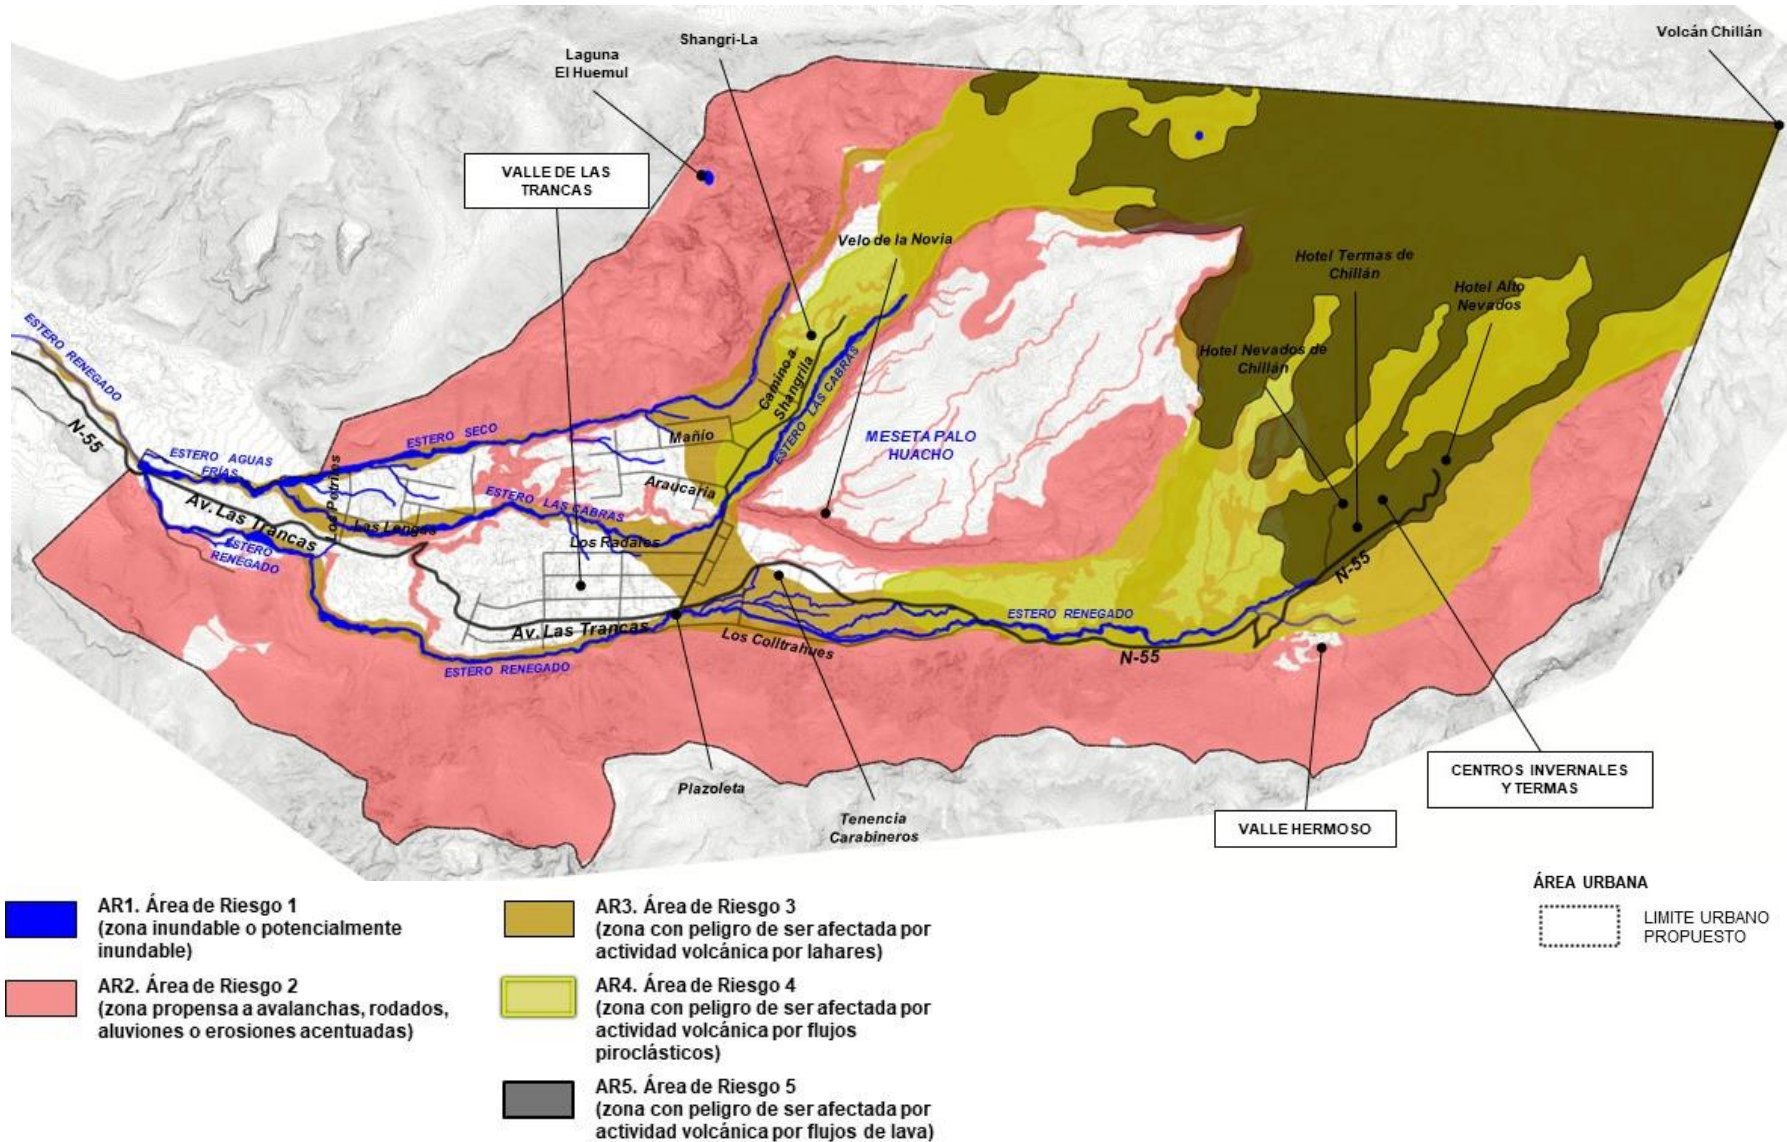 Volcán Chillán
Shangri-La
Laguna
El Huemul
VALLE DE LAS
TRANCAS
Velo de la Novia
Hotel Termas de
Chillán
Hotel Alto
Nevados
Hotel Nevados de
Chillán
ESTERO RENEGADO
N-55
ESTERO SECO
Camino a
Shangrila
ESTERO LAS CABRAS
MESETA PALO
HUACHO
Mañío
ESTERO AGUAS
FRÍAS
Los Petriles
Araucaria
ESTERO LAS CABRAS
Av. Las Trancas
Las Lengas
Los Radales
ESTERO
RENEGADO
N-55
ESTERO RENEGADO
Av. Las Trancas
Los Colltrahues
N-55
ESTERO RENEGADO
Plazoleta
Tenencia
Carabineros
CENTROS INVERNALES
Y TERMAS
VALLE HERMOSO
AR1. Área de Riesgo 1
(zona inundable o potencialmente
inundable)
AR2. Área de Riesgo 2
(zona propensa a avalanchas, rodados,
aluviones o erosiones acentuadas)
AR3. Área de Riesgo 3
(zona con peligro de ser afectada por
actividad volcánica por lahares)
AR4. Área de Riesgo 4
(zona con peligro de ser afectada por
actividad volcánica por flujos
piroclásticos)
AR5. Área de Riesgo 5
(zona con peligro de ser afectada por
actividad volcánica por flujos de lava)
ÁREA URBANA
LIMITE URBANO
PROPUESTO